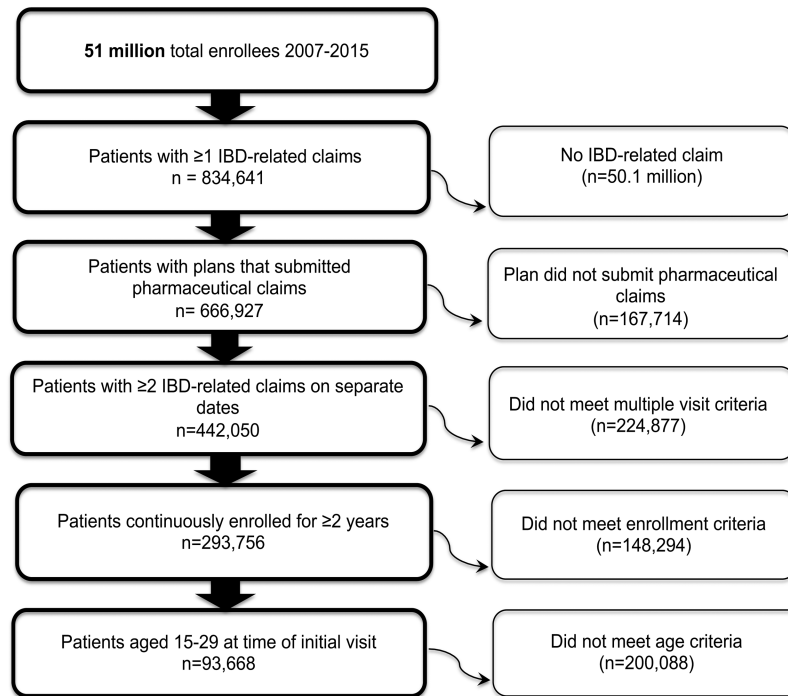 51 million total enrollees 2007-2015
Patients with ≥1 IBD-related claims
n = 834,641
No IBD-related claim
(n=50.1 million)
Patients with plans that submitted
pharmaceutical claims
n= 666,927
Plan did not submit pharmaceutical
claims
(n=167,714)
Patients with ≥2 IBD-related claims on separate
dates
n=442,050
Did not meet multiple visit criteria
(n=224,877)
Patients continuously enrolled for ≥2 years
n=293,756
Did not meet enrollment criteria
(n=148,294)
Patients aged 15-29 at time of initial visit
n=93,668
Did not meet age criteria
(n=200,088)